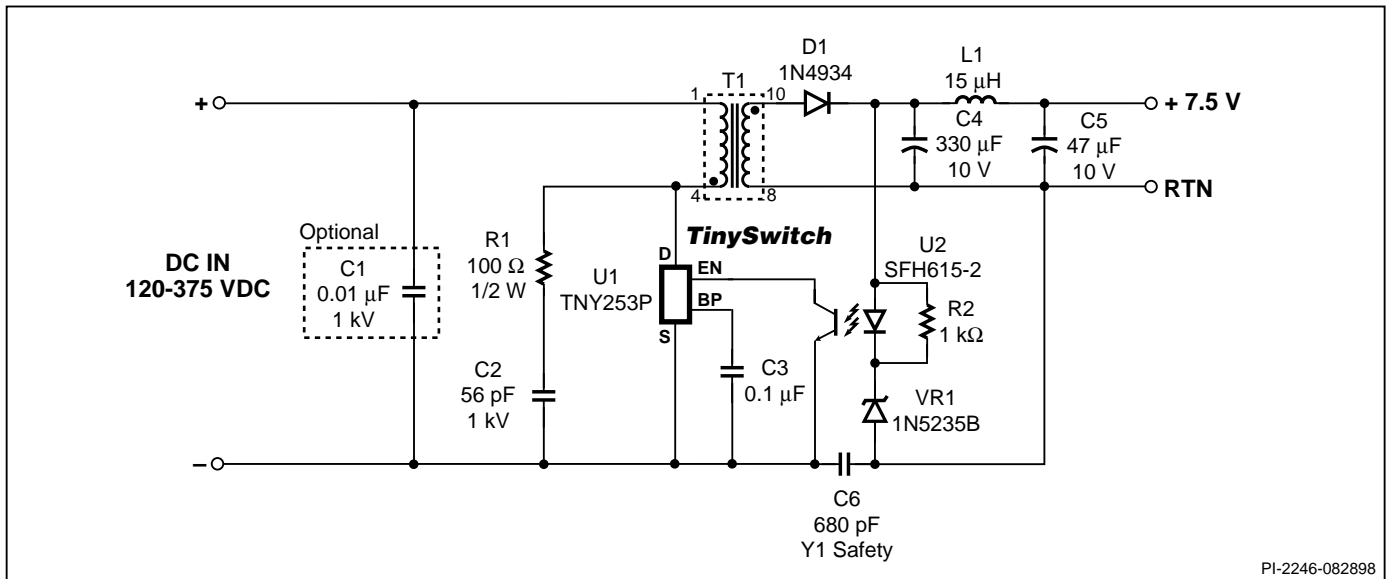 D1
1N4934
L1
15 μH
T1
1
10
+
+ 7.5 V
C4
330 μF
10 V
C5
47 μF
10 V
4
8
RTN
Optional
C1
0.01 μF
1 kV
DC IN
120-375 VDC
R1
100 Ω
1/2 W
TinySwitch
D
EN
BP
S
U1
TNY253P
U2
SFH615-2
R2
1 kΩ
C2
56 pF
1 kV
C3
0.1 μF
VR1
1N5235B
–
C6
680 pF
Y1 Safety
PI-2246-082898